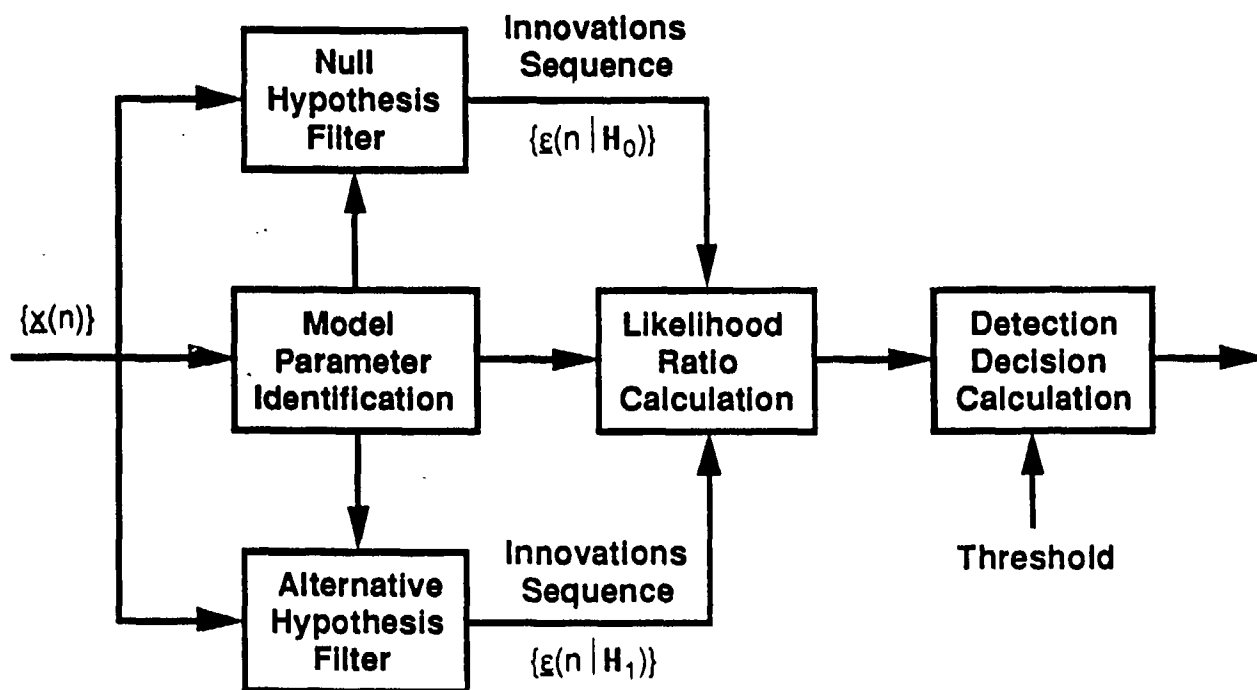 Null
Hypothesis
Filter
Innovations
Sequence
{ε̲(n | H₀)}
{x̲(n)}
Model
Parameter
Identification
Likelihood
Ratio
Calculation
Detection
Decision
Calculation
Threshold
Alternative
Hypothesis
Filter
Innovations
Sequence
{ε̲(n | H₁)}